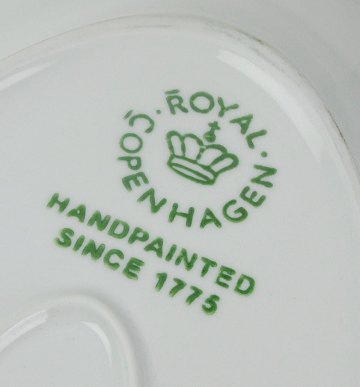 ROYAL
COPENHAGEN
HANDPAINTED
SINCE 1775